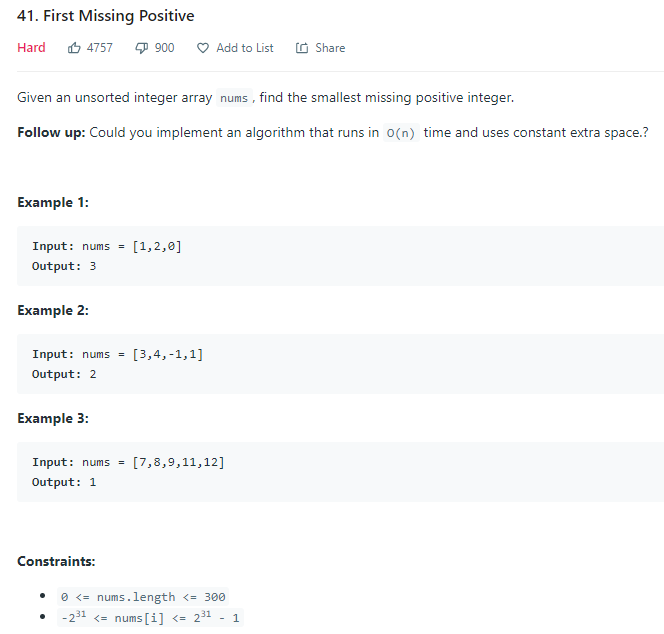 41. First Missing Positive
Hard 4757 900 Add to List Share
Given an unsorted integer array nums , find the smallest missing positive integer.
Follow up: Could you implement an algorithm that runs in O(n) time and uses constant extra space.?
Example 1:
Input: nums = [1,2,0]
Output: 3
Example 2:
Input: nums = [3,4,-1,1]
Output: 2
Example 3:
Input: nums = [7,8,9,11,12]
Output: 1
Constraints:
• 0 <= nums.length <= 300
• -2³¹ <= nums[i] <= 2³¹ - 1